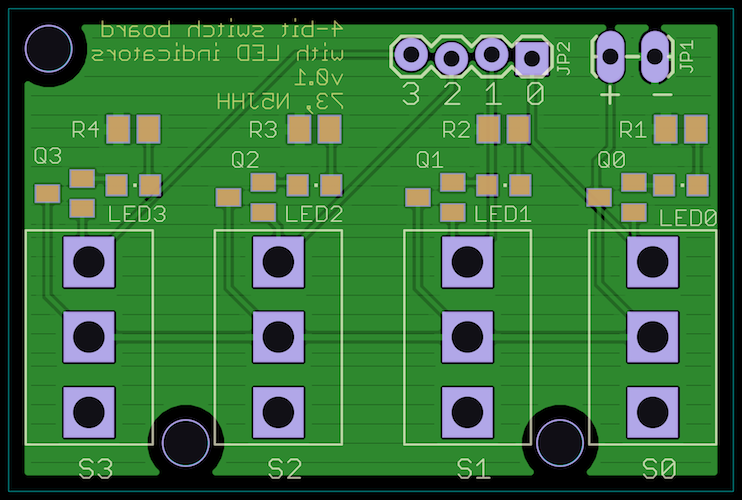 4-bit switch board
with LED indicators
v0.1
73, N5JHH
JP2
JP1
3 2 1 0
+ −
R4 R3 R2 R1
Q3 Q2 Q1 Q0
LED3 LED2 LED1 LED0
S3 S2 S1 S0